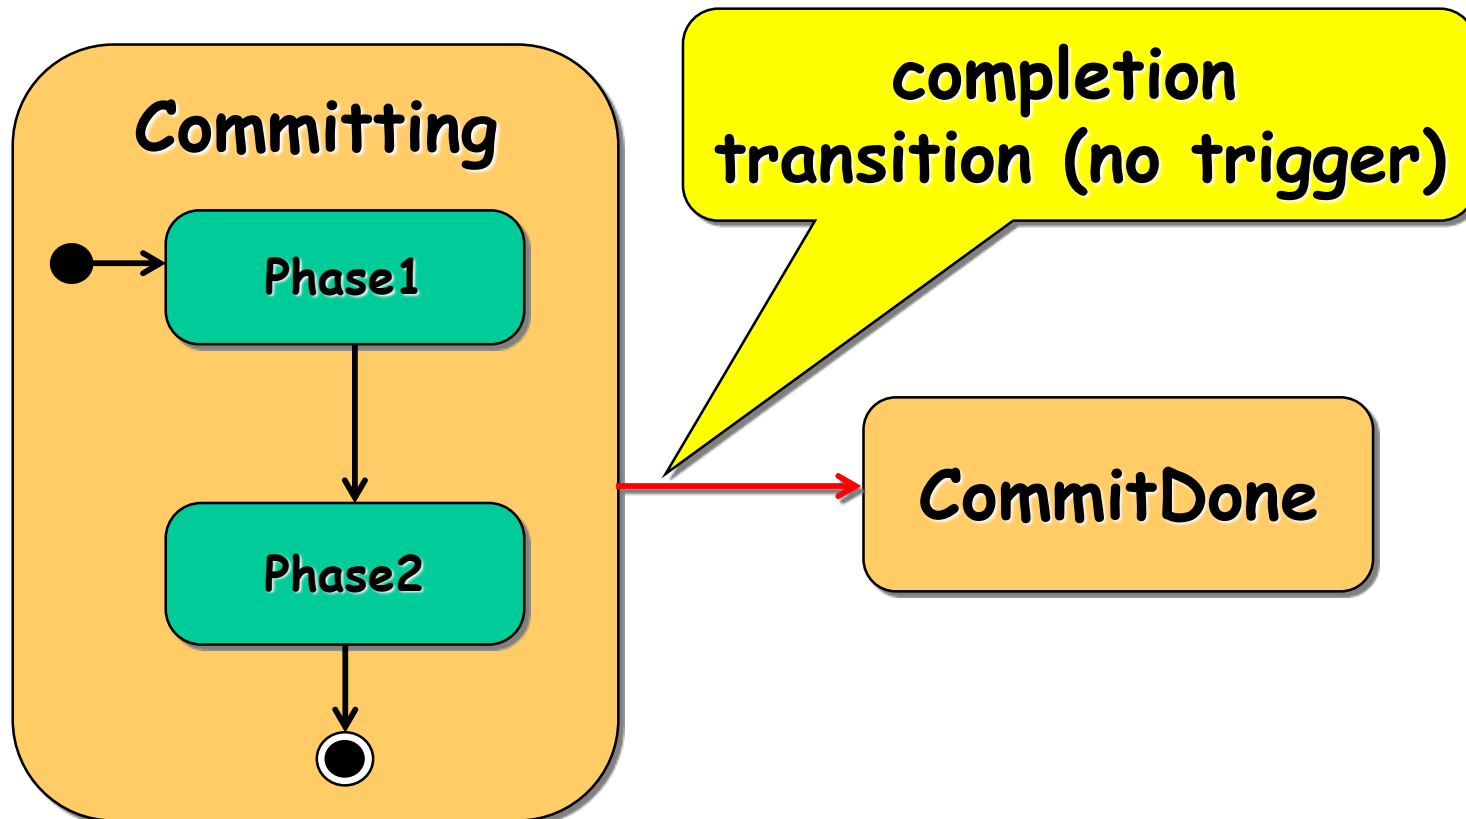 completion
transition (no trigger)
Committing
Phase1
Phase2
CommitDone